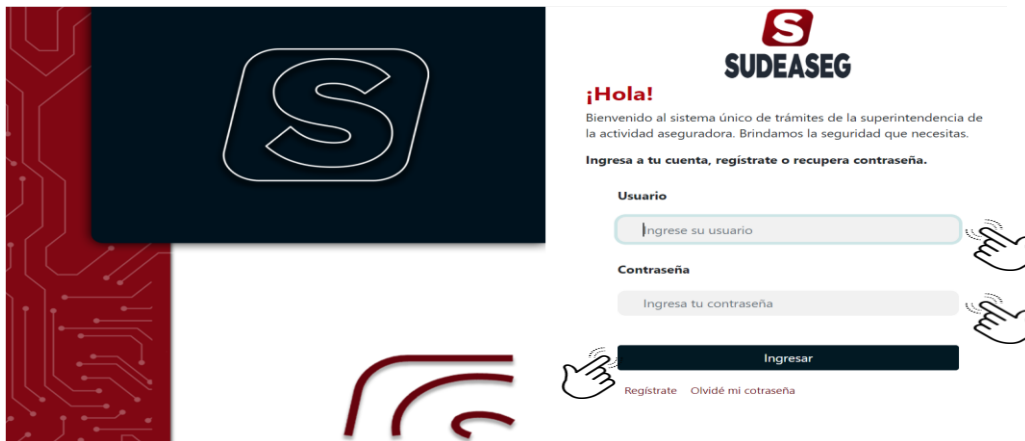 S
S
SUDEASEG
¡Hola!
Bienvenido al sistema único de trámites de la superintendencia de
la actividad aseguradora. Brindamos la seguridad que necesitas.
Ingresa a tu cuenta, regístrate o recupera contraseña.
Usuario
Ingrese su usuario
Contraseña
Ingresa tu contraseña
Ingresar
Regístrate Olvidé mi cotraseña